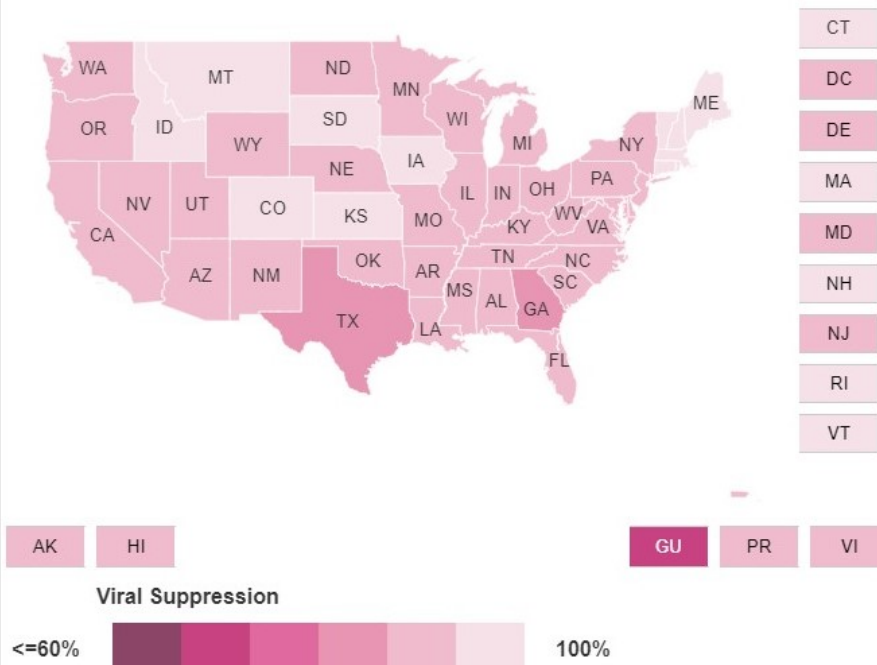 CT
WA
MT
ND
MN
ME
DC
OR
ID
SD
WI
MI
NY
DE
WY
IA
NE
PA
MA
NV
UT
CO
KS
IL
IN
OH
WV
VA
MO
KY
MD
CA
AZ
NM
OK
AR
TN
NC
SC
NH
MS
AL
GA
TX
LA
NJ
FL
RI
VT
AK
HI
GU
PR
VI
Viral Suppression
<=60%
100%